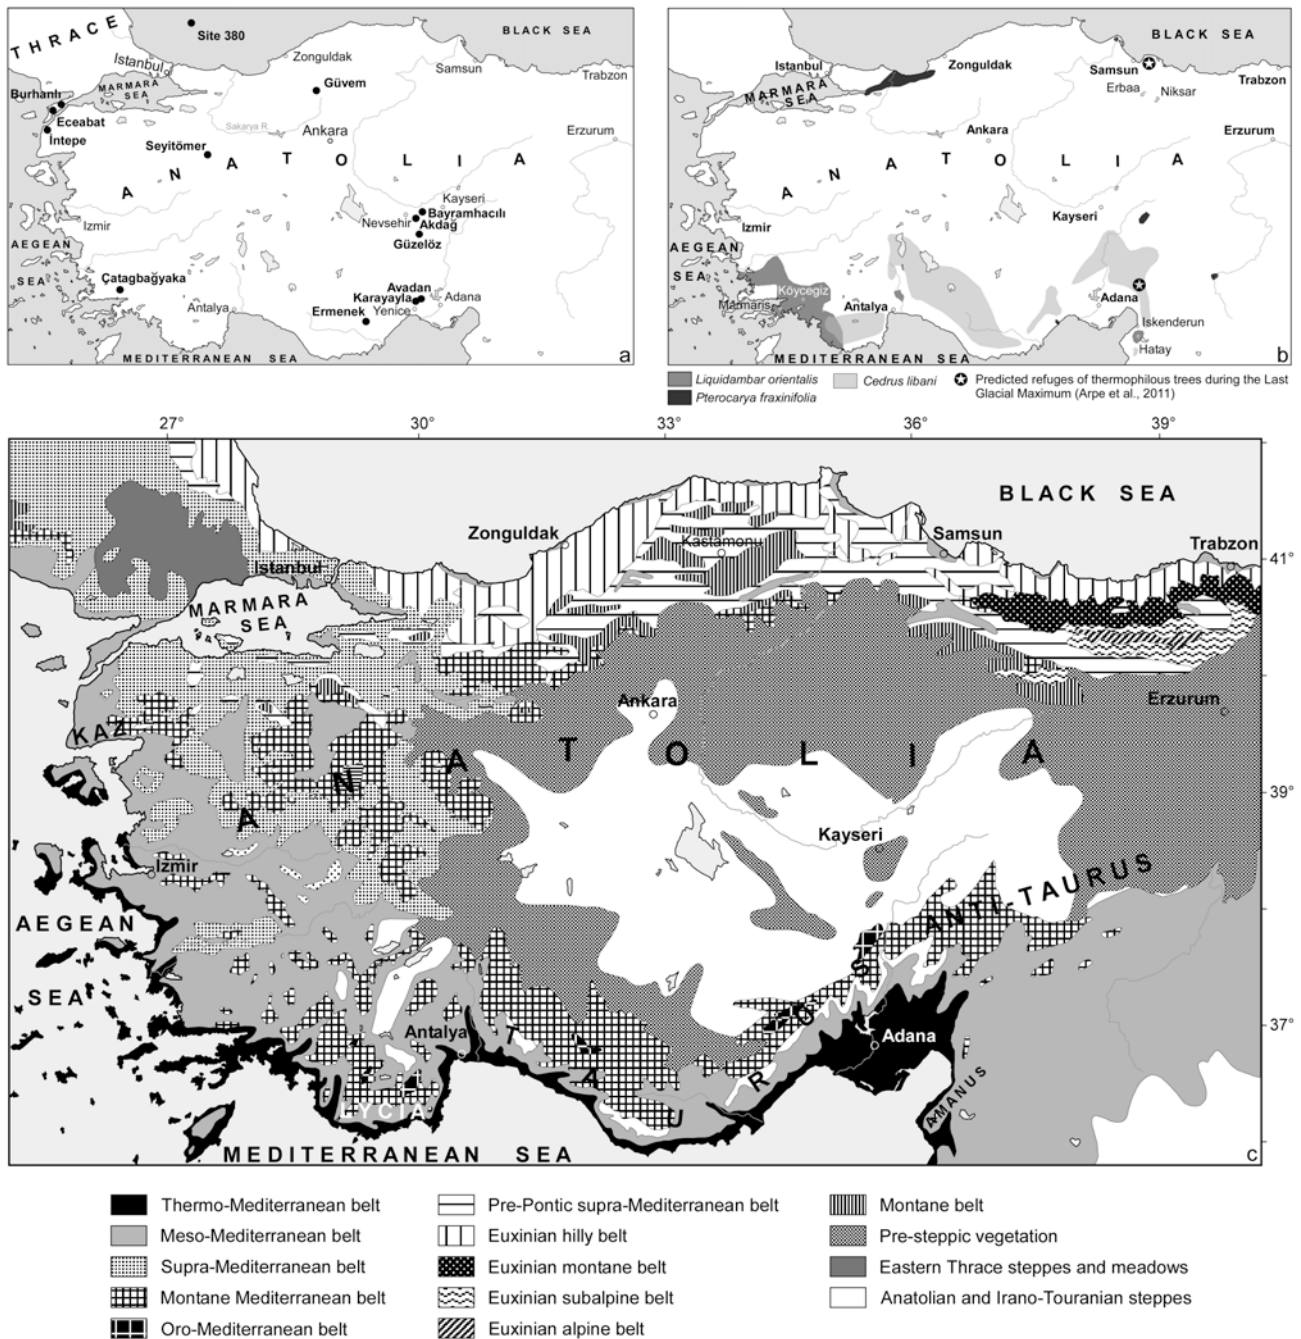 THRACE
Site 380
BLACK SEA
Istanbul
Zonguldak
Samsun
Trabzon
MARMARA
SEA
Güvem
Burhanlı
Eceabat
İntepe
Sakarya R.
Ankara
Erzurum
Seyitömer
ANATOLIA
Kayseri
Bayramhacılı
Nevsehir
Akdağ
Güzelöz
Izmir
AEGEAN
SEA
Çatagbağyaka
Avadan
Karayayla
Adana
Antalya
Yenice
Ermenek
MEDITERRANEAN SEA
a
BLACK SEA
Istanbul
Zonguldak
Samsun
Trabzon
Erbaa
Niksar
MARMARA
SEA
Ankara
Erzurum
ANATOLIA
Kayseri
Izmir
AEGEAN
SEA
Köycegiz
Marmaris
Antalya
Adana
Iskenderun
Hatay
MEDITERRANEAN SEA
b
Liquidambar orientalis
Pterocarya fraxinifolia
Cedrus libani
Predicted refuges of thermophilous trees during the Last
Glacial Maximum (Arpe et al., 2011)
27° 30° 33° 36° 39°
BLACK SEA
Zonguldak
Kastamonu
Samsun
Trabzon
41°
Istanbul
MARMARA
SEA
Ankara
Erzurum
KAZ
ANATOLIA
39°
Kayseri
Izmir
ANTI-TAURUS
AEGEAN
SEA
TAURUS
37°
Antalya
Adana
AMANUS
LYCIA
MEDITERRANEAN SEA
c
Thermo-Mediterranean belt
Meso-Mediterranean belt
Supra-Mediterranean belt
Montane Mediterranean belt
Oro-Mediterranean belt
Pre-Pontic supra-Mediterranean belt
Euxinian hilly belt
Euxinian montane belt
Euxinian subalpine belt
Euxinian alpine belt
Montane belt
Pre-steppic vegetation
Eastern Thrace steppes and meadows
Anatolian and Irano-Touranian steppes